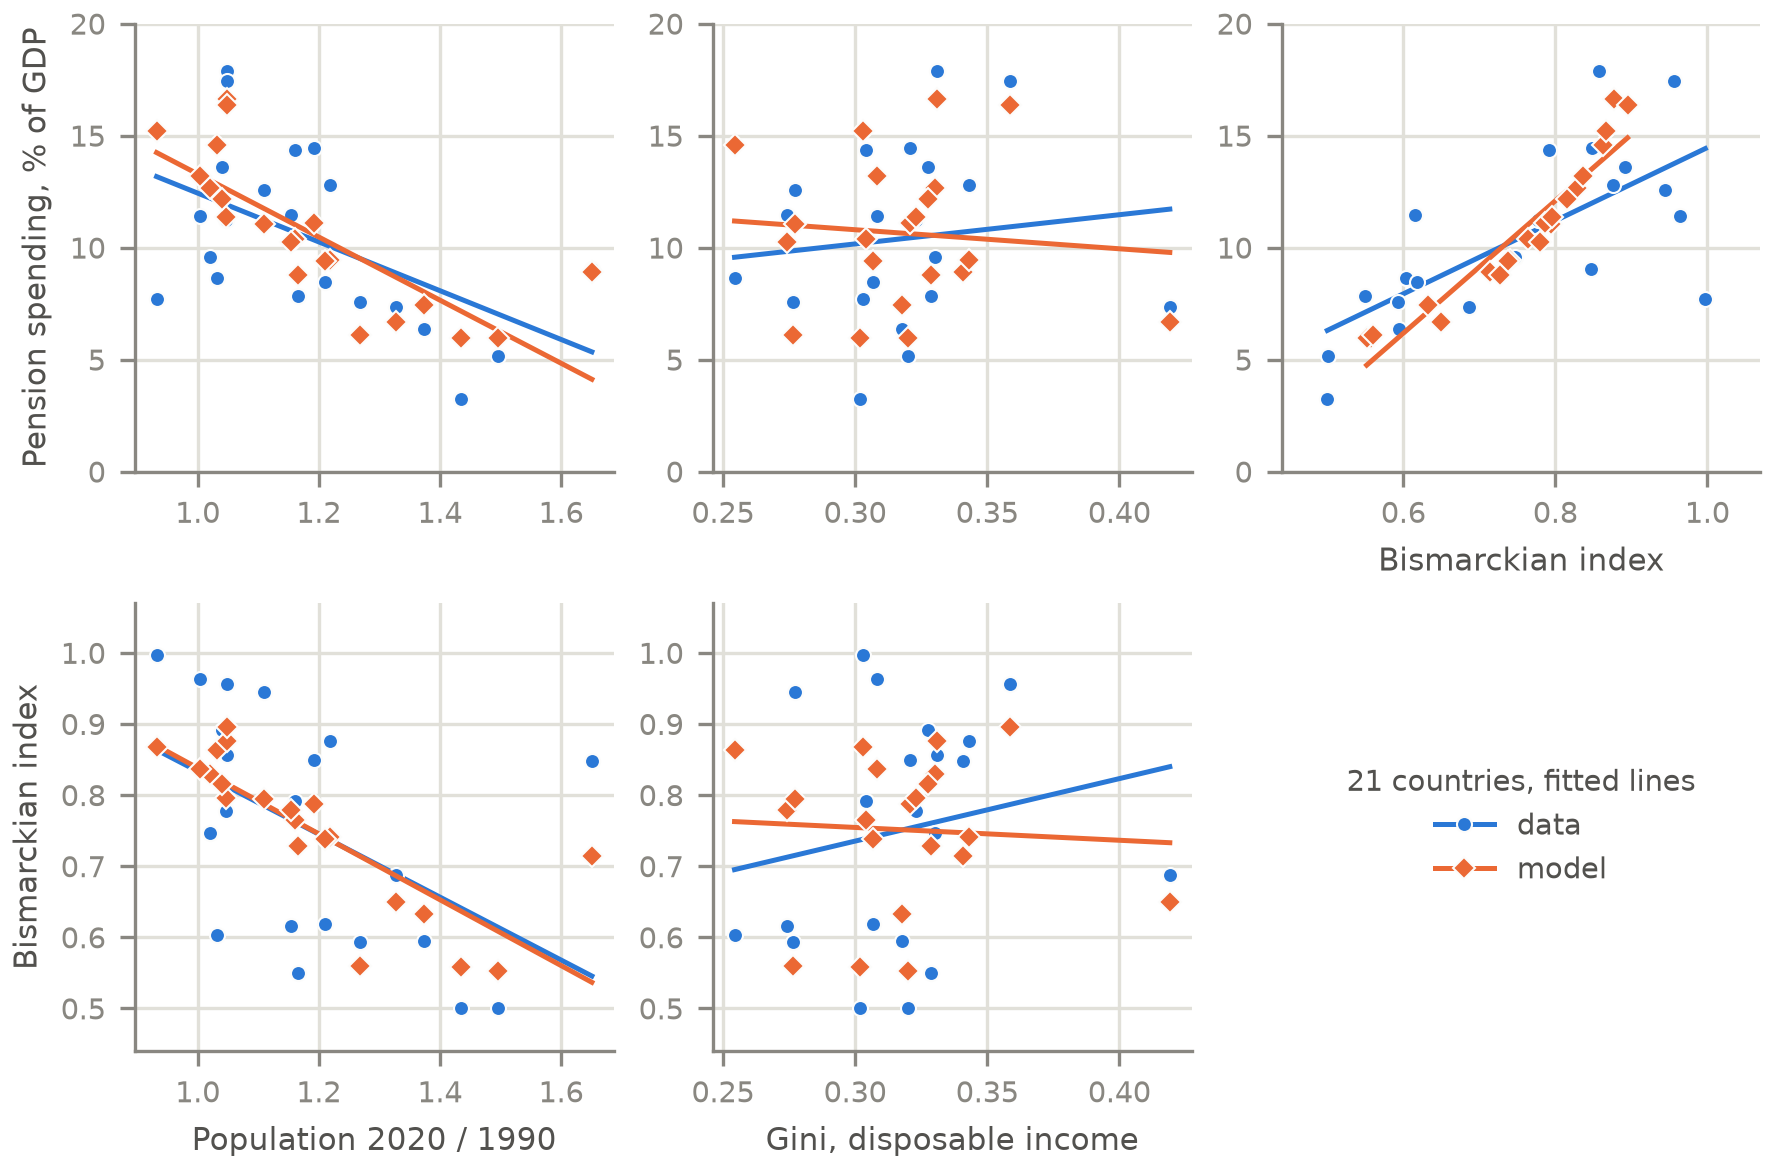 Pension spending, % of GDP
20
15
10
5
0
1.0 1.2 1.4 1.6
20
15
10
5
0
0.25 0.30 0.35 0.40
20
15
10
5
0
0.6 0.8 1.0
Bismarckian index
Bismarckian index
1.0
0.9
0.8
0.7
0.6
0.5
1.0 1.2 1.4 1.6
Population 2020 / 1990
1.0
0.9
0.8
0.7
0.6
0.5
0.25 0.30 0.35 0.40
Gini, disposable income
21 countries, fitted lines
data
model